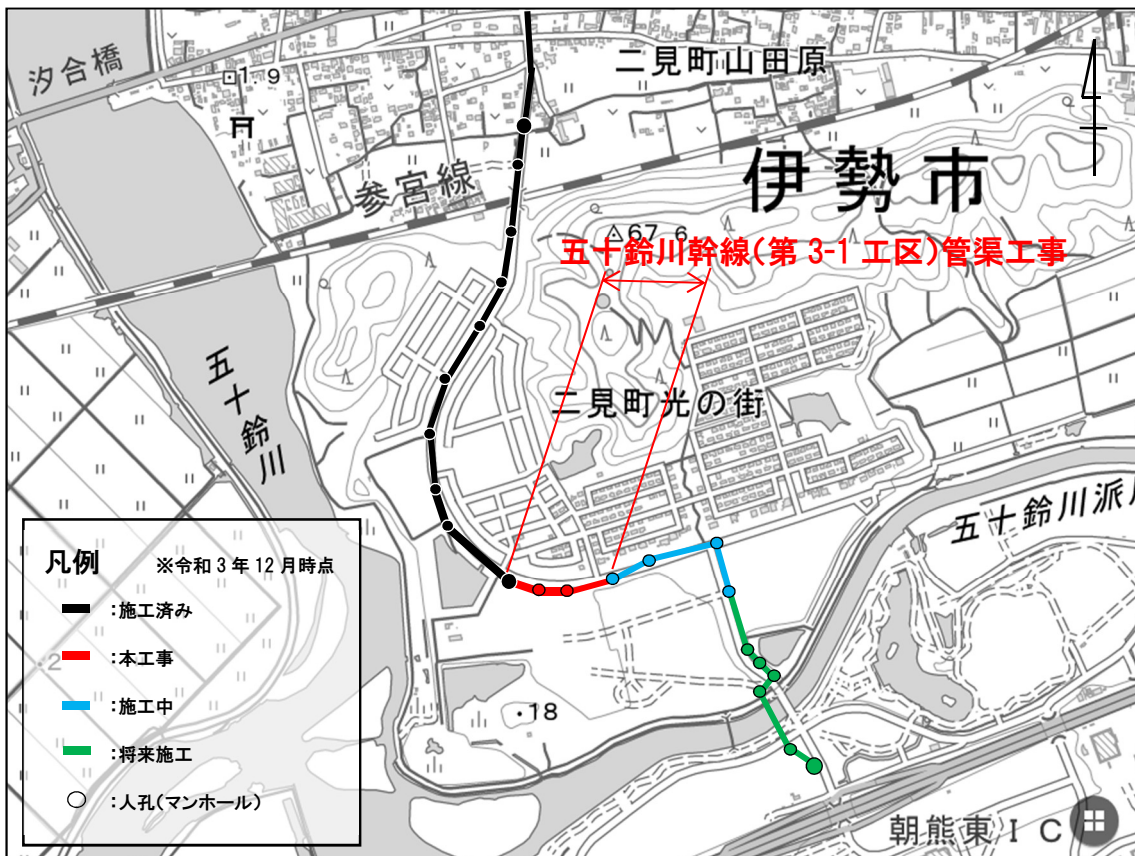 汐合橋
1 9
二見町山田原
参宮線
伊勢市
67 6
五十鈴川幹線(第 3-1 工区)管渠工事
五十鈴川
二見町光の街
五十鈴川派川
凡例
※令和 3 年 12 月時点
:施工済み
:本工事
:施工中
:将来施工
:人孔(マンホール)
2
18
朝熊東IC